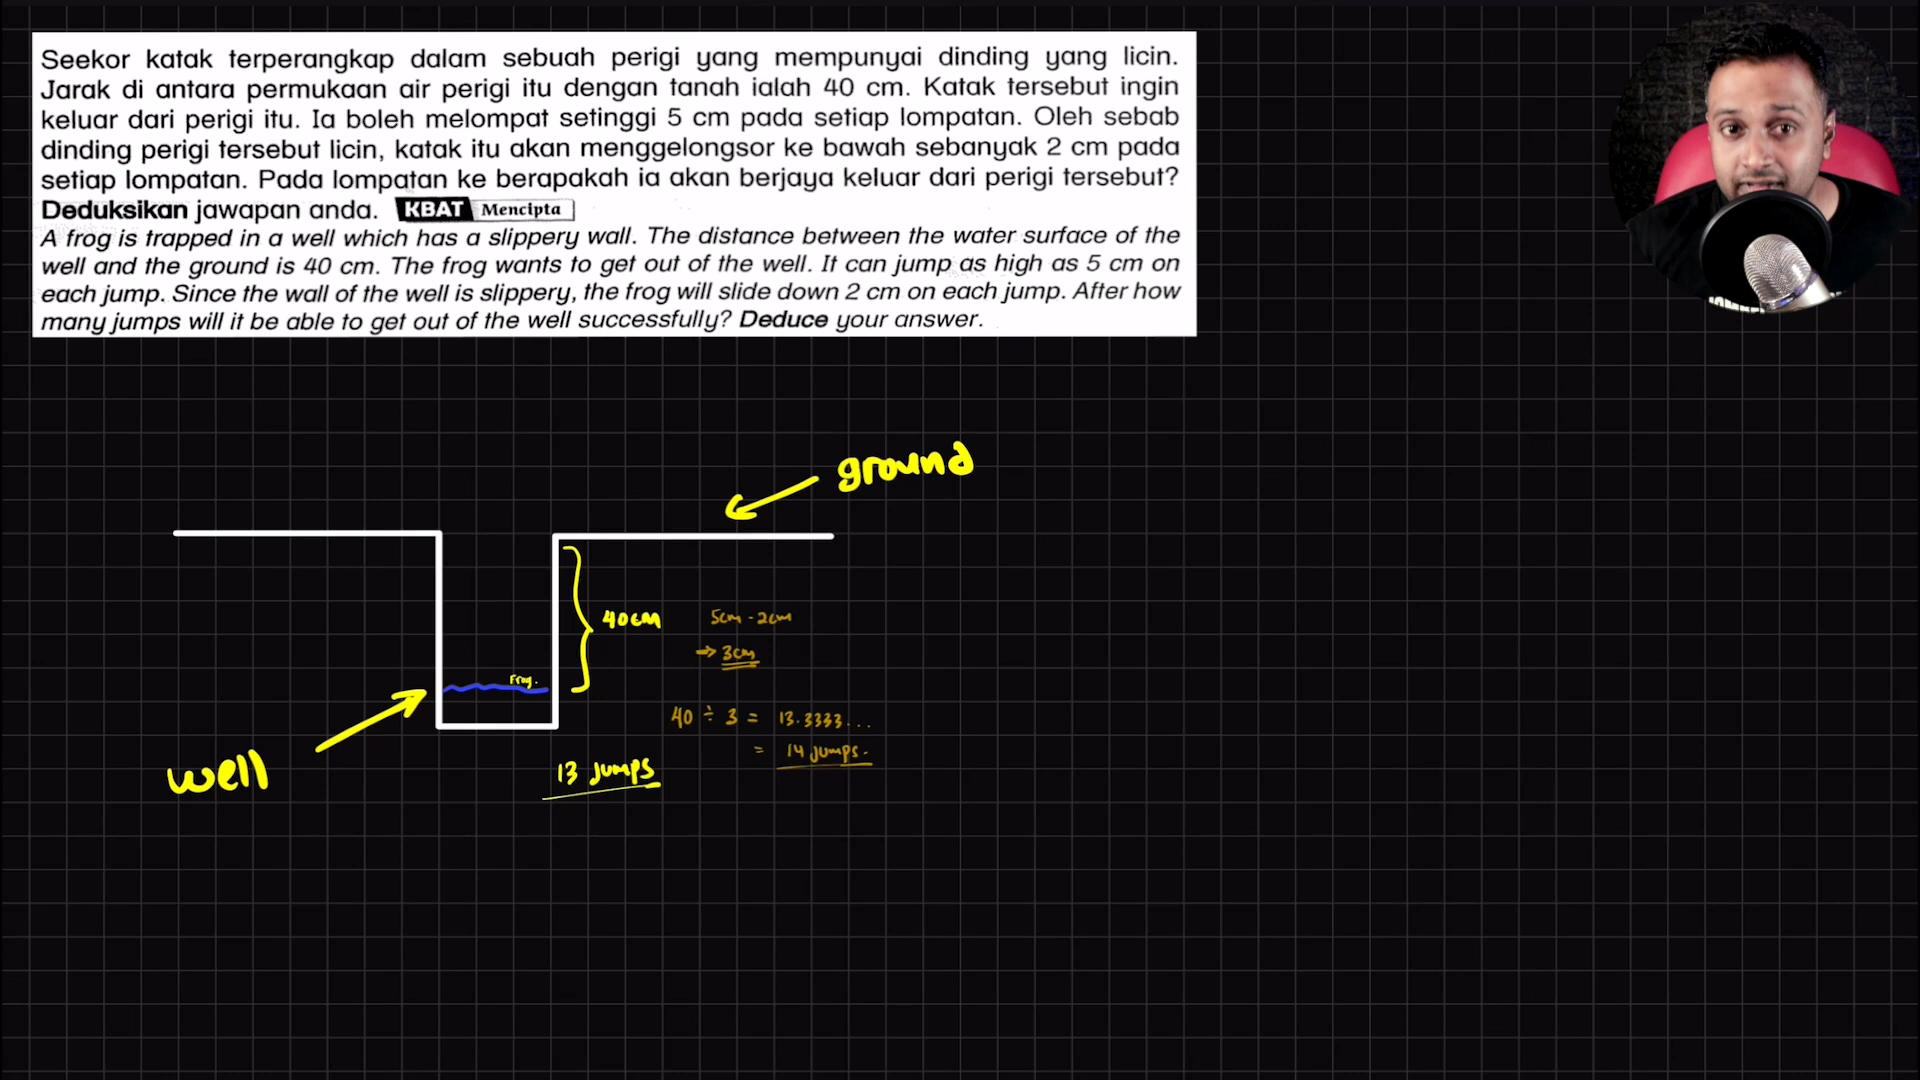 Seekor katak terperangkap dalam sebuah perigi yang mempunyai dinding yang licin.
Jarak di antara permukaan air perigi itu dengan tanah ialah 40 cm. Katak tersebut ingin
keluar dari perigi itu. Ia boleh melompat setinggi 5 cm pada setiap lompatan. Oleh sebab
dinding perigi tersebut licin, katak itu akan menggelongsor ke bawah sebanyak 2 cm pada
setiap lompatan. Pada lompatan ke berapakah ia akan berjaya keluar dari perigi tersebut?
Deduksikan jawapan anda. KBAT Mencipta
A frog is trapped in a well which has a slippery wall. The distance between the water surface of the
well and the ground is 40 cm. The frog wants to get out of the well. It can jump as high as 5 cm on
each jump. Since the wall of the well is slippery, the frog will slide down 2 cm on each jump. After how
many jumps will it be able to get out of the well successfully? Deduce your answer.
ground
40cm
5cm - 2cm
→ 3cm
Frog.
40 ÷ 3 = 13.3333...
= 14 jumps.
well
13 jumps